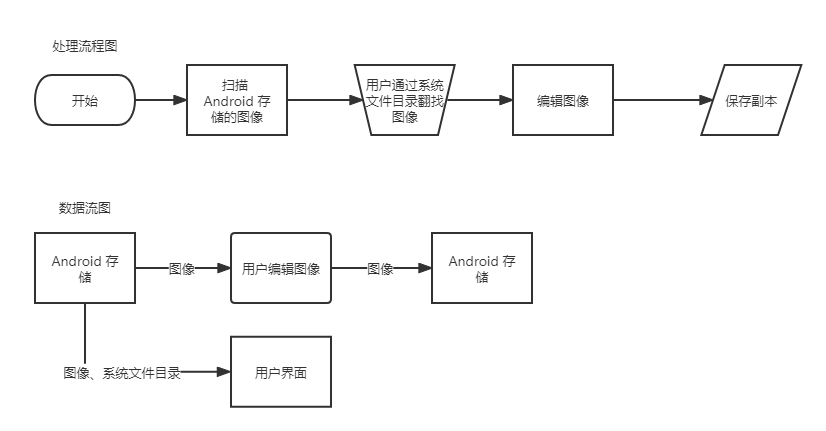 处理流程图
开始
扫描
Android 存
储的图像
用户通过系统
文件目录翻找
图像
编辑图像
保存副本
数据流图
Android 存
储
图像
用户编辑图像
图像
Android 存
储
图像、系统文件目录
用户界面